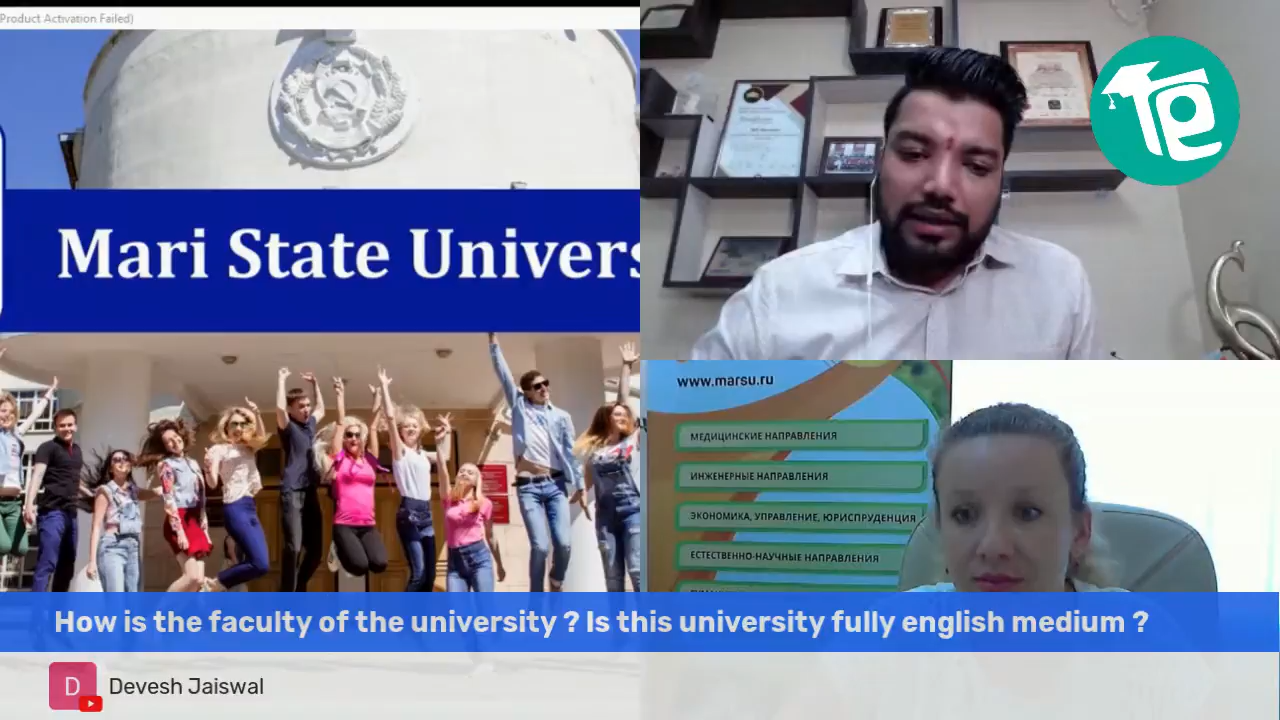 Product Activation Failed)
Mari State Univers
www.marsu.ru
МЕДИЦИНСКИЕ НАПРАВЛЕНИЯ
ИНЖЕНЕРНЫЕ НАПРАВЛЕНИЯ
ЭКОНОМИКА, УПРАВЛЕНИЕ, ЮРИСПРУДЕНЦИЯ
ЕСТЕСТВЕННО-НАУЧНЫЕ НАПРАВЛЕНИЯ
How is the faculty of the university ? Is this university fully english medium ?
D
Devesh Jaiswal